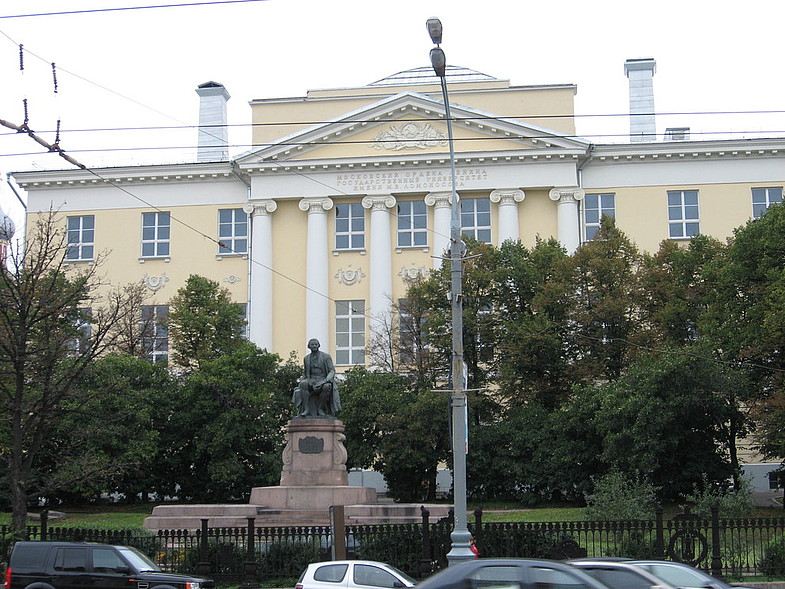 МОСКОВСКИЙ ОРДЕНА ЛЕНИНА
ГОСУДАРСТВЕННЫЙ УНИВЕРСИТЕТ
ИМЕНИ М.В. ЛОМОНОСОВА